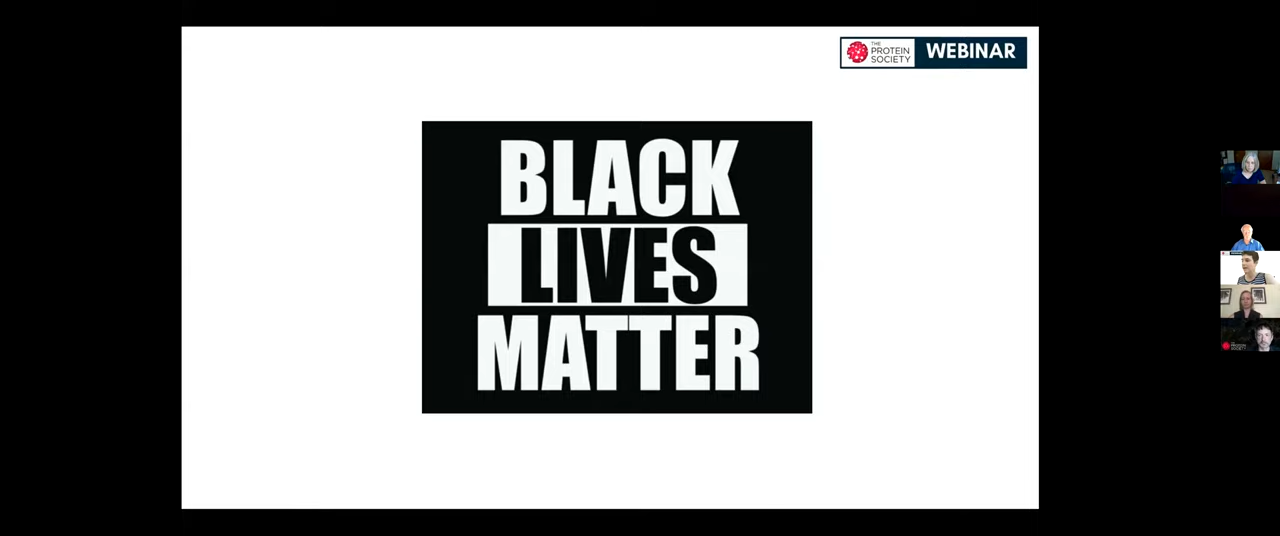 THE
PROTEIN
SOCIETY
WEBINAR
BLACK
LIVES
MATTER